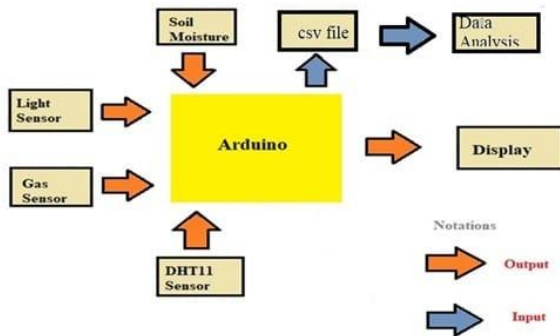 Soil
Moisture
csv file
Data
Analysis
Light
Sensor
Arduino
Display
Gas
Sensor
DHT11
Sensor
Notations
Output
Input